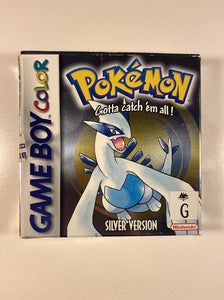 GAME BOY COLOR
POKéMON
Gotta catch 'em all!
SILVER VERSION
G
Nintendo